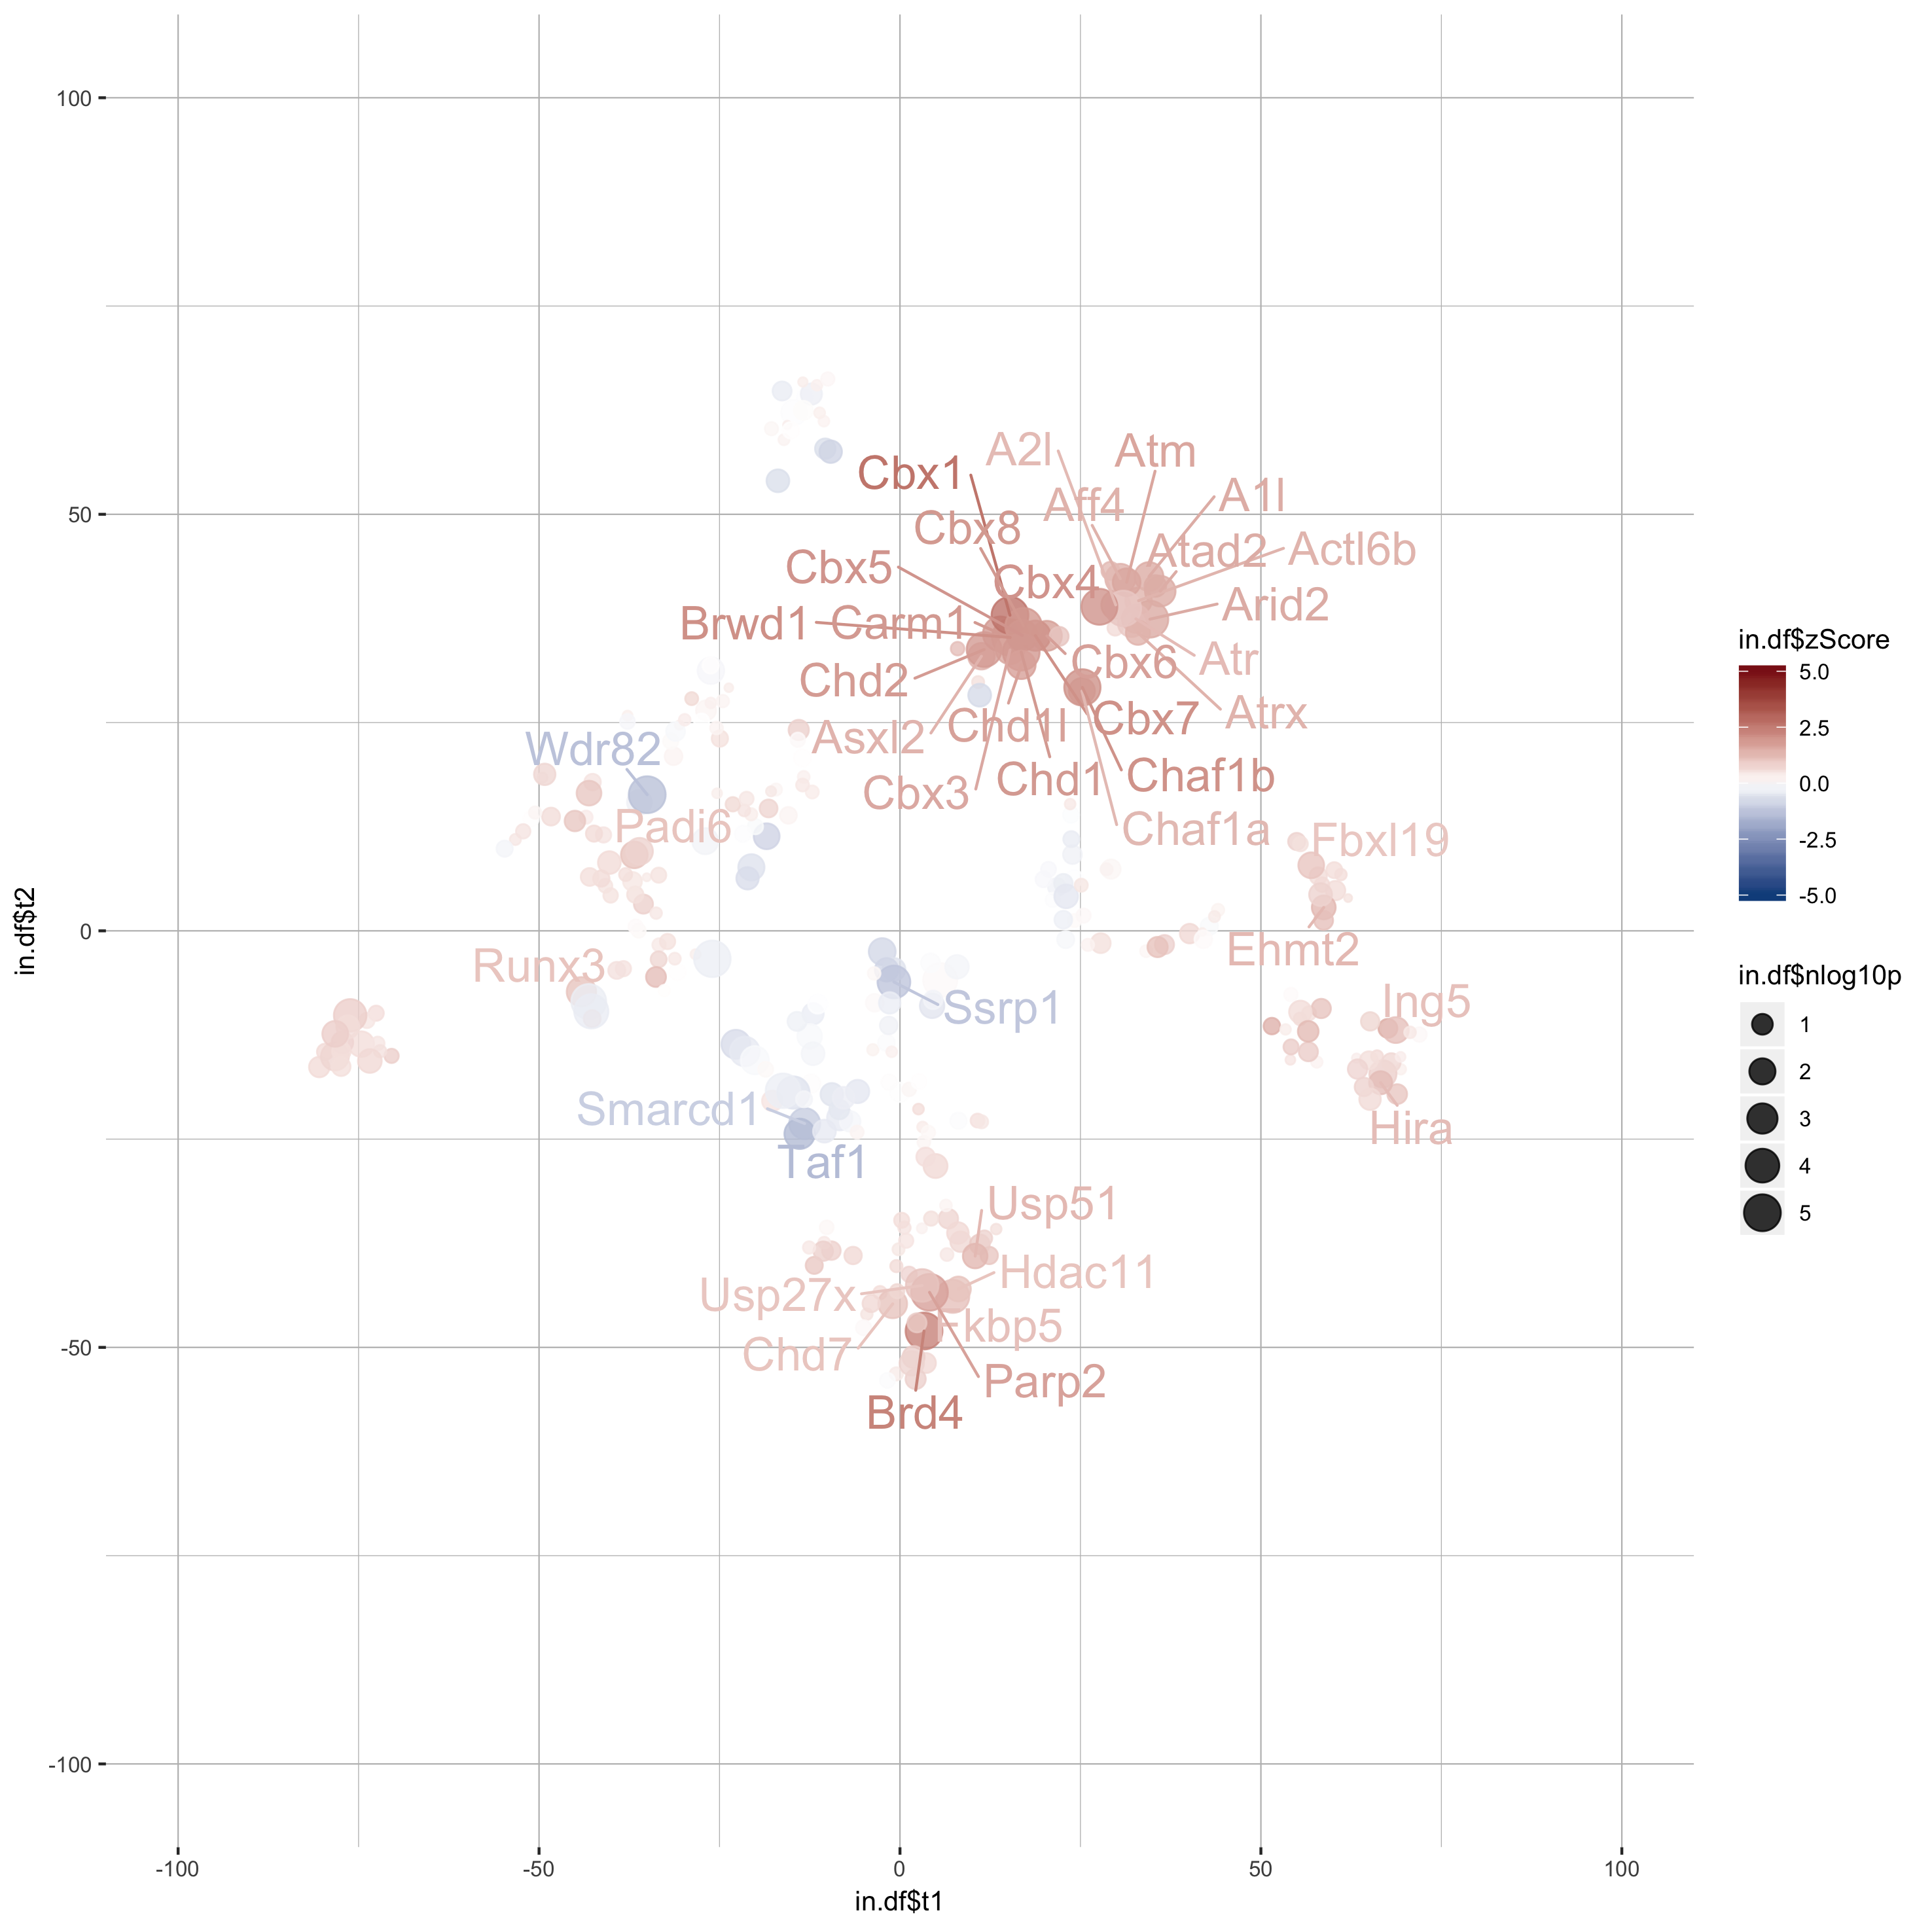 100
50
0
-50
-100
in.df$t2
A2l
Atm
Cbx1
Aff4
A1l
Cbx8
Atad2
Actl6b
Cbx5
Cbx4
Arid2
Brwd1
Carm1
Atr
Cbx6
Chd2
Atrx
Cbx7
Chd1l
Asxl2
Wdr82
Chaf1b
Chd1
Cbx3
Padi6
Chaf1a
Fbxl19
Ehmt2
Runx3
Ing5
Ssrp1
Smarcd1
Hira
Taf1
Usp51
Hdac11
Usp27x
Fkbp5
Chd7
Parp2
Brd4
-100
-50
0
50
100
in.df$t1
in.df$zScore
5.0
2.5
0.0
-2.5
-5.0
in.df$nlog10p
1
2
3
4
5